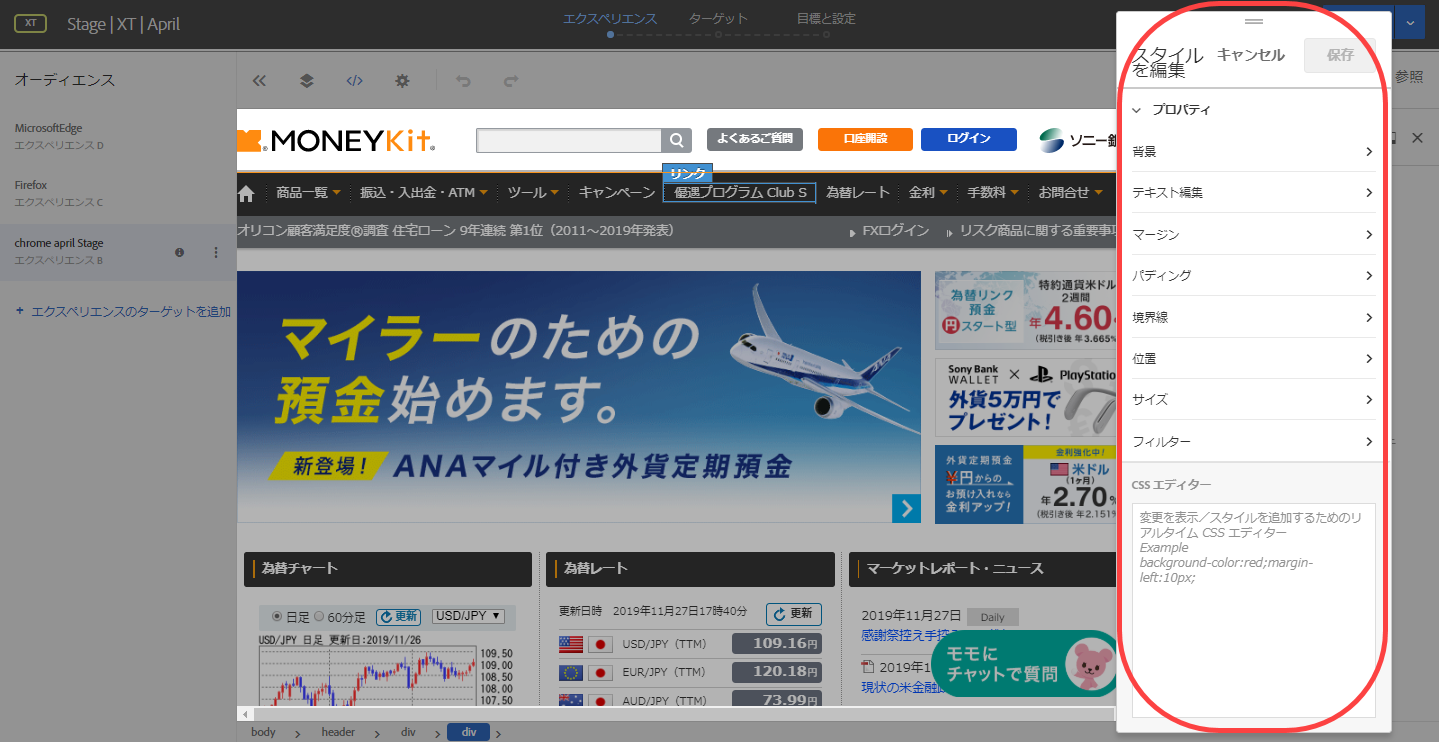 XT
Stage | XT | April
エクスペリエンス
ターゲット
目標と設定
オーディエンス
MicrosoftEdge
エクスペリエンス D
Firefox
エクスペリエンス C
chrome april Stage
エクスペリエンス B
+ エクスペリエンスのターゲットを追加
MONEYKit
よくあるご質問
口座開設
ログイン
ソニー銀
リンク
商品一覧
振込・入出金・ATM
ツール
キャンペーン
優遇プログラム Club S
為替レート
金利
手数料
お問合せ
オリコン顧客満足度®調査 住宅ローン 9年連続 第1位（2011～2019年発表）
FXログイン
リスク商品に関する重要事項
マイラーのための
預金始めます。
新登場！
ANAマイル付き外貨定期預金
ANA
為替リンク
預金
円スタート型
特約通貨米ドル
2週間
年4.60
(税引き後 年3.665%
Sony Bank
WALLET
×
PlayStation
外貨5万円で
プレゼント！
外貨定期預金
¥円からの
お預け入れなら
金利アップ！
金利強化中！
米ドル
(1ヶ月)
年2.70%
(税引き後 年2.151%
為替チャート
為替レート
マーケットレポート・ニュース
日足
60分足
更新
USD/JPY
USD/JPY 日足 更新日:2019/11/26
109.50
109.00
108.50
108.00
107.50
更新日時 2019年11月27日17時40分
更新
USD/JPY（TTM）
109.16円
EUR/JPY（TTM）
120.18円
AUD/JPY（TTM）
73.99円
2019年11月27日
Daily
感謝祭控え手控
2019年1
現状の米金融
モモに
チャットで質問
body
header
div
div
スタイル
を編集
キャンセル
保存
参照
プロパティ
背景
テキスト編集
マージン
パディング
境界線
位置
サイズ
フィルター
CSS エディター
変更を表示／スタイルを追加するためのリ
アルタイム CSS エディター
Example
background-color:red;margin-
left:10px;